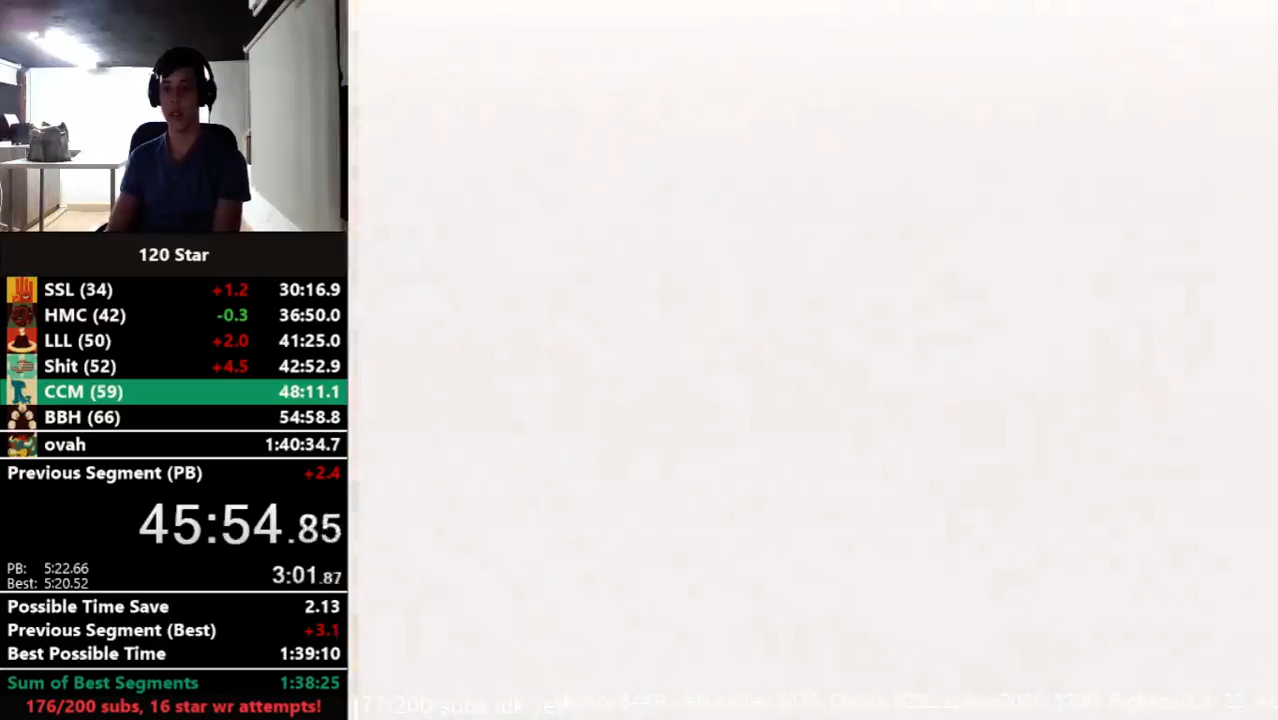 120 Star
SSL (34) +1.2 30:16.9
HMC (42) -0.3 36:50.0
LLL (50) +2.0 41:25.0
Shit (52) +4.5 42:52.9
CCM (59) 48:11.1
BBH (66) 54:58.8
ovah 1:40:34.7
Previous Segment (PB) +2.4
45:54.85
PB: 5:22.66
Best: 5:20.52
3:01.87
Possible Time Save 2.13
Previous Segment (Best) +3.1
Best Possible Time 1:39:10
Sum of Best Segments 1:38:25
176/200 subs, 16 star wr attempts!